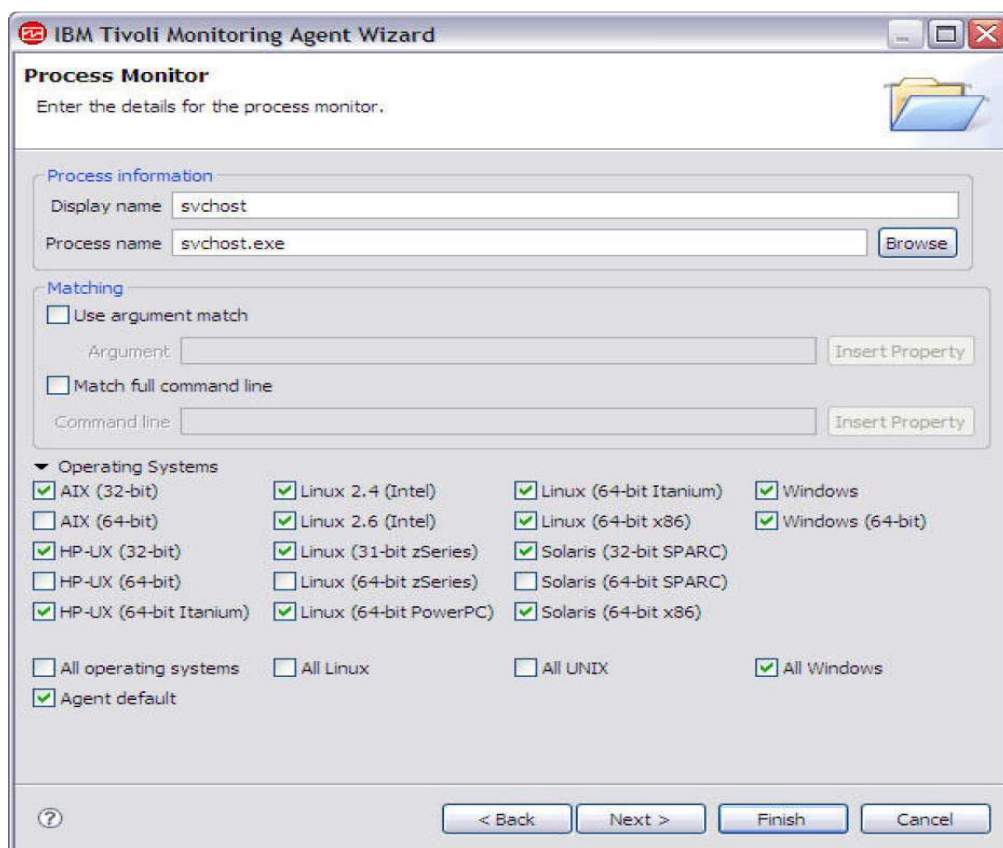 IBM Tivoli Monitoring Agent Wizard
Process Monitor
Enter the details for the process monitor.
Process information
Display name svchost
Process name svchost.exe Browse
Matching
Use argument match
Argument Insert Property
Match full command line
Command line Insert Property
Operating Systems
AIX (32-bit) Linux 2.4 (Intel) Linux (64-bit Itanium) Windows
AIX (64-bit) Linux 2.6 (Intel) Linux (64-bit x86) Windows (64-bit)
HP-UX (32-bit) Linux (31-bit zSeries) Solaris (32-bit SPARC)
HP-UX (64-bit) Linux (64-bit zSeries) Solaris (64-bit SPARC)
HP-UX (64-bit Itanium) Linux (64-bit PowerPC) Solaris (64-bit x86)
All operating systems All Linux All UNIX All Windows
Agent default
? < Back Next > Finish Cancel